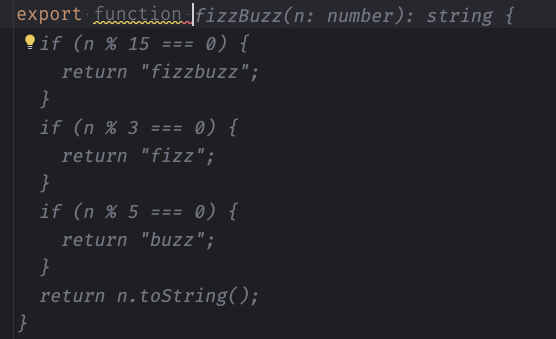 export function fizzBuzz(n: number): string {
  if (n % 15 === 0) {
    return "fizzbuzz";
  }
  if (n % 3 === 0) {
    return "fizz";
  }
  if (n % 5 === 0) {
    return "buzz";
  }
  return n.toString();
}